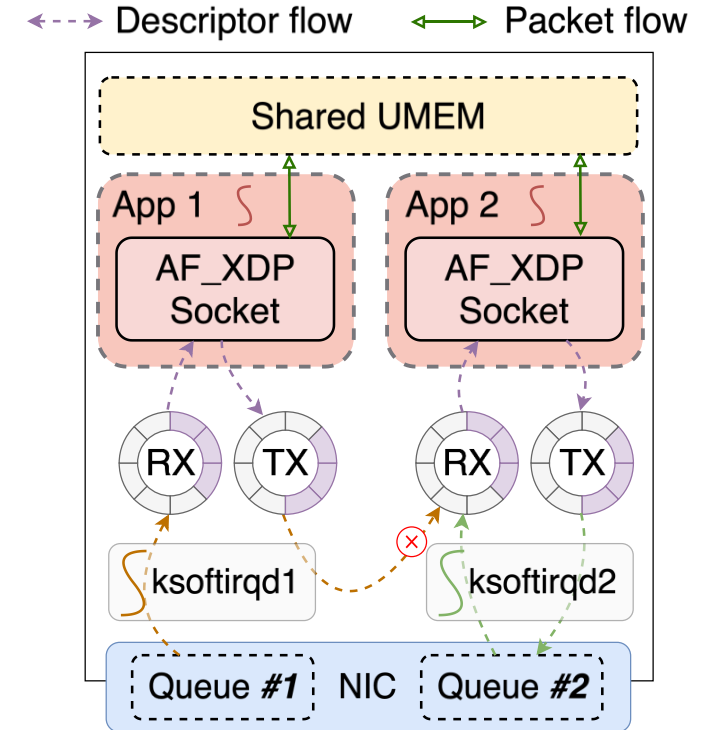 Descriptor flow
Packet flow
Shared UMEM
App 1
App 2
AF_XDP
Socket
AF_XDP
Socket
RX
TX
RX
TX
ksoftirqd1
ksoftirqd2
Queue #1
NIC
Queue #2